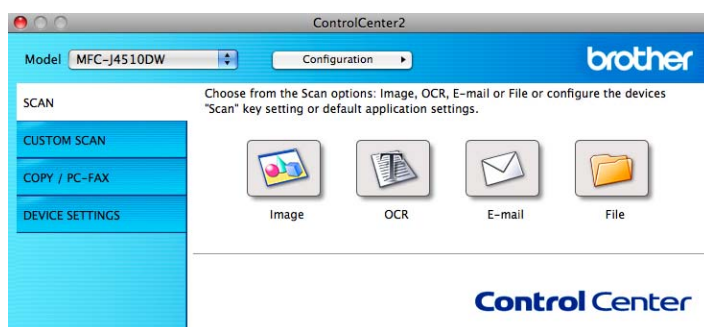 ControlCenter2
Model MFC-J4510DW Configuration brother
SCAN
CUSTOM SCAN
COPY / PC-FAX
DEVICE SETTINGS
Choose from the Scan options: Image, OCR, E-mail or File or configure the devices
"Scan" key setting or default application settings.
Image OCR E-mail File
Control Center